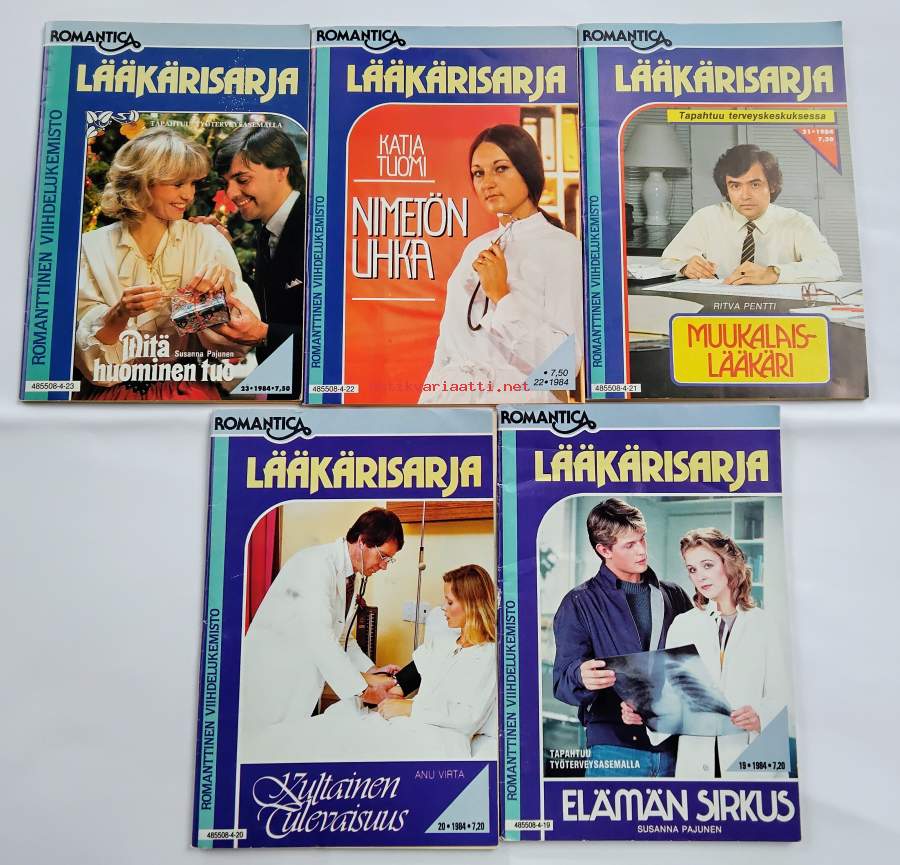 ROMANTICA
LÄÄKÄRISARJA
ROMANTTINEN VIIHDELUKEMISTO
TAPAHTUU TYÖTERVEYSASEMALLA
Mitä
Susanna Pajunen
huominen tuo
23•1984•7,50
485508-4-23
ROMANTICA
LÄÄKÄRISARJA
ROMANTTINEN VIIHDELUKEMISTO
KATJA
TUOMI
NIMETÖN
UHKA
• 7,50
22•1984
485508-4-22
antikvariaatti.net
ROMANTICA
LÄÄKÄRISARJA
ROMANTTINEN VIIHDELUKEMISTO
Tapahtuu terveyskeskuksessa
21•1984
7,50
RITVA PENTTI
MUUKALAIS-
LÄÄKÄRI
485508-4-21
ROMANTICA
LÄÄKÄRISARJA
ROMANTTINEN VIIHDELUKEMISTO
ANU VIRTA
Kultainen
Tulevaisuus
20•1984•7,20
485508-4-20
ROMANTICA
LÄÄKÄRISARJA
ROMANTTINEN VIIHDELUKEMISTO
TAPAHTUU
TYÖTERVEYSASEMALLA
19•1984•7,20
ELÄMÄN SIRKUS
SUSANNA PAJUNEN
485508-4-19